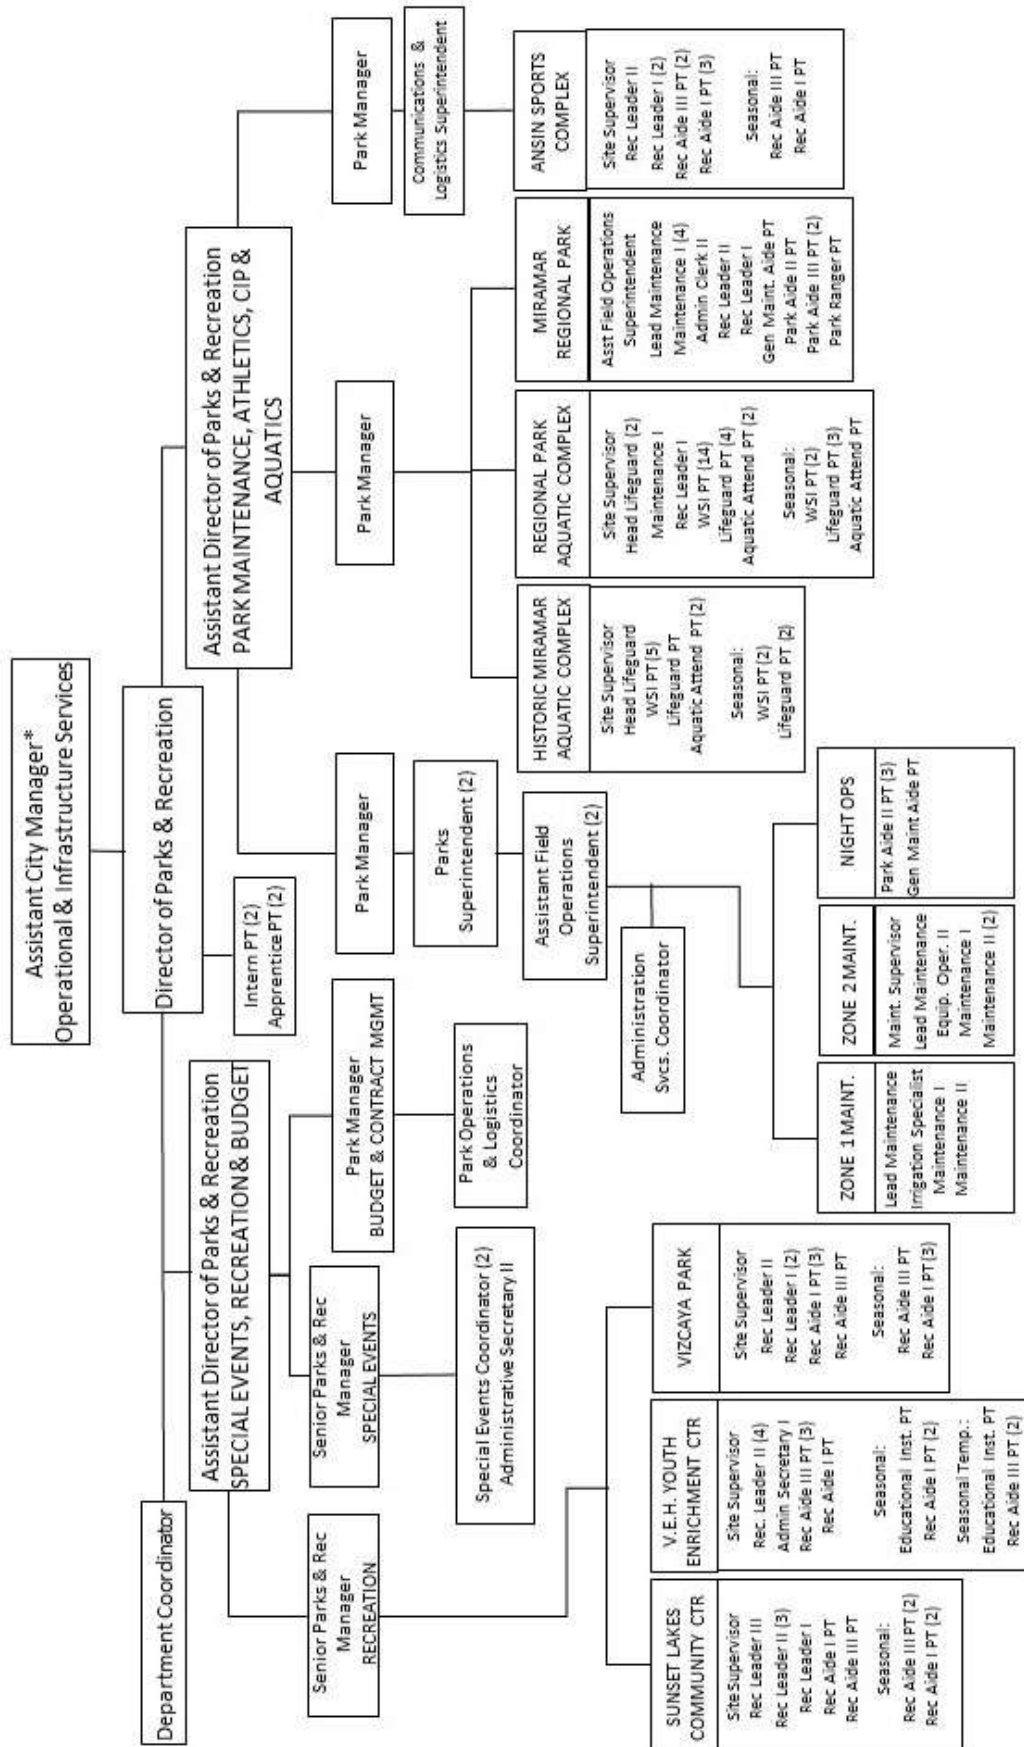 Assistant City Manager*
Operational & Infrastructure Services
Director of Parks & Recreation
Department Coordinator
Intern PT (2)
Apprentice PT (2)
Assistant Director of Parks & Recreation
SPECIAL EVENTS, RECREATION & BUDGET
Assistant Director of Parks & Recreation
PARK MAINTENANCE, ATHLETICS, CIP &
AQUATICS
Senior Parks & Rec
Manager
RECREATION
Senior Parks & Rec
Manager
SPECIAL EVENTS
Park Manager
BUDGET & CONTRACT MGMT
Park Manager
Park Manager
Park Manager
Special Events Coordinator (2)
Administrative Secretary II
Park Operations
& Logistics
Coordinator
Parks
Superintendent (2)
Communications &
Logistics Superintendent
Assistant Field
Operations
Superintendent (2)
Administration
Svcs. Coordinator
HISTORIC MIRAMAR
AQUATIC COMPLEX
Site Supervisor
Head Lifeguard
WSI PT (5)
Lifeguard PT
Aquatic Attend PT (2)
Seasonal:
WSI PT (2)
Lifeguard PT (2)
REGIONAL PARK
AQUATIC COMPLEX
Site Supervisor
Head Lifeguard (2)
Maintenance I
Rec Leader I
WSI PT (14)
Lifeguard PT (4)
Aquatic Attend PT (2)
Seasonal:
WSI PT (2)
Lifeguard PT (3)
Aquatic Attend PT
MIRAMAR
REGIONAL PARK
Asst Field Operations
Superintendent
Lead Maintenance
Maintenance I (4)
Admin Clerk II
Rec Leader II
Rec Leader I
Gen Maint. Aide PT
Park Aide II PT
Park Aide III PT (2)
Park Ranger PT
ANSIN SPORTS
COMPLEX
Site Supervisor
Rec Leader II
Rec Leader I (2)
Rec Aide III PT (2)
Rec Aide I PT (3)
Seasonal:
Rec Aide III PT
Rec Aide I PT
SUNSET LAKES
COMMUNITY CTR
Site Supervisor
Rec Leader III
Rec Leader II (3)
Rec Leader I
Rec Aide I PT
Rec Aide III PT
Seasonal:
Rec Aide III PT (2)
Rec Aide I PT (2)
V.E.H. YOUTH
ENRICHMENT CTR
Site Supervisor
Rec. Leader II (4)
Admin Secretary I
Rec Aide III PT (3)
Rec Aide I PT
Seasonal:
Educational Inst. PT
Rec Aide I PT (2)
Seasonal Temp.:
Educational Inst. PT
Rec Aide III PT (2)
VIZCAYA PARK
Site Supervisor
Rec Leader II
Rec Leader I (2)
Rec Aide I PT (3)
Rec Aide III PT
Seasonal:
Rec Aide III PT
Rec Aide I PT (3)
ZONE 1 MAINT.
Lead Maintenance
Irrigation Specialist
Maintenance I
Maintenance II
ZONE 2 MAINT.
Maint. Supervisor
Lead Maintenance
Equip. Oper. II
Maintenance I
Maintenance II (2)
NIGHT OPS
Park Aide II PT (3)
Gen Maint Aide PT